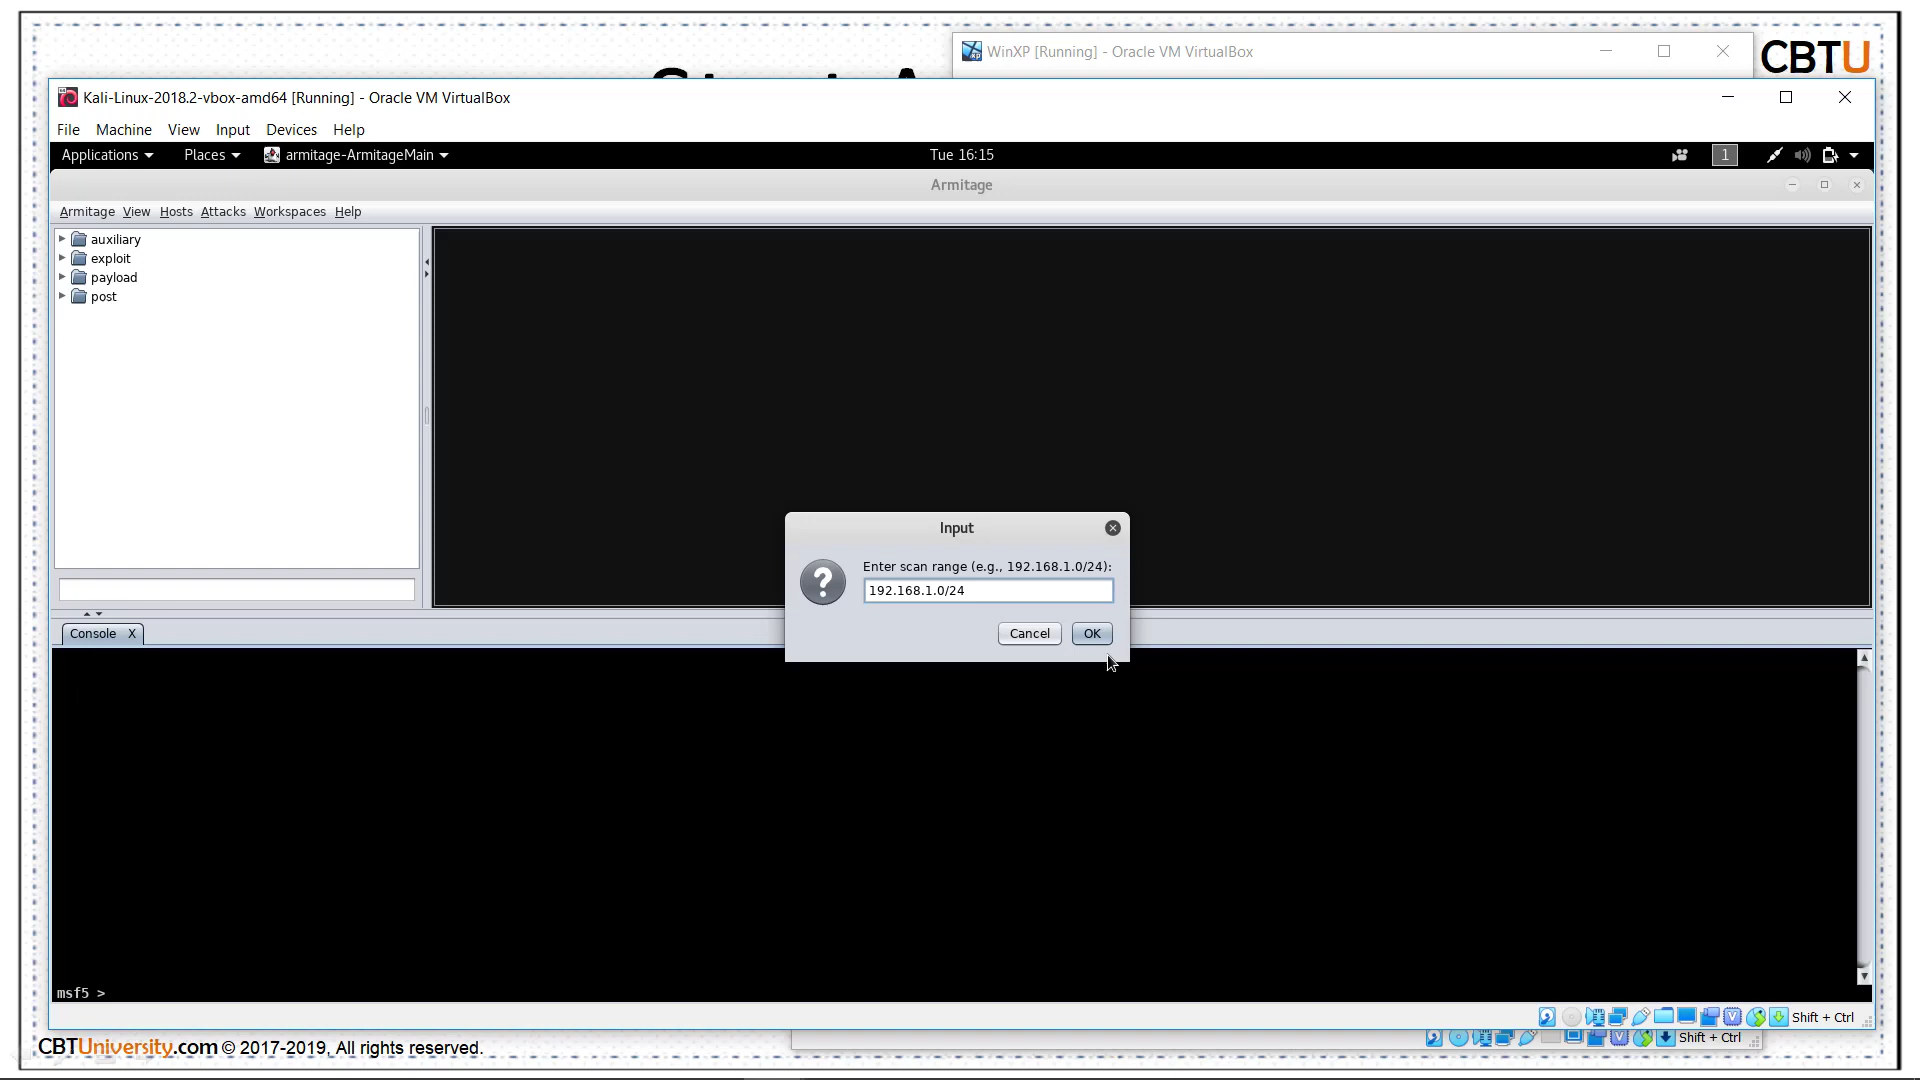 WinXP [Running] - Oracle VM VirtualBox
CBTU
Kali-Linux-2018.2-vbox-amd64 [Running] - Oracle VM VirtualBox
File Machine View Input Devices Help
Applications Places armitage-ArmitageMain Tue 16:15 1
Armitage
Armitage View Hosts Attacks Workspaces Help
auxiliary
exploit
payload
post
Input
Enter scan range (e.g., 192.168.1.0/24):
192.168.1.0/24
Cancel OK
Console X
msf5 >
Shift + Ctrl
Shift + Ctrl
CBTUniversity.com © 2017-2019, All rights reserved.